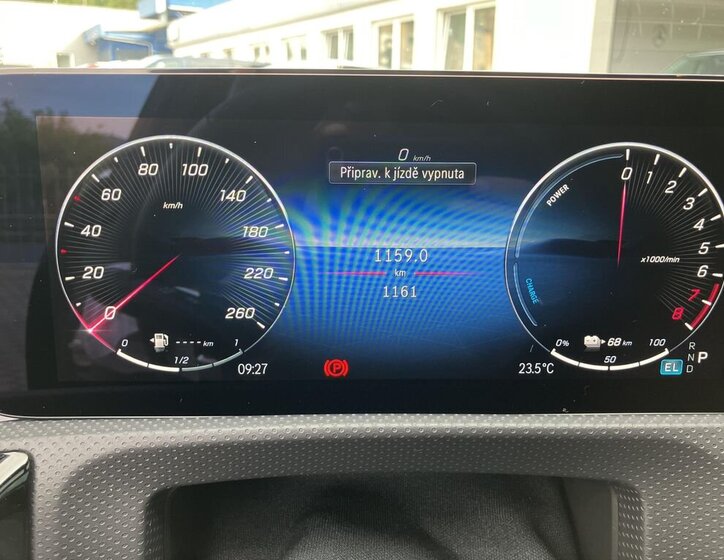 0 km/h
Připrav. k jízdě vypnuta
80 100
60 140
40 180
20 220
0 260
km/h
0 1/2 1
---- km
09:27
1159.0
km
1161
POWER
CHARGE
0 1 2 3 4 5 6 7 8
x1000/min
0% 50 100
68 km
23.5°C
EL
R
N P
D